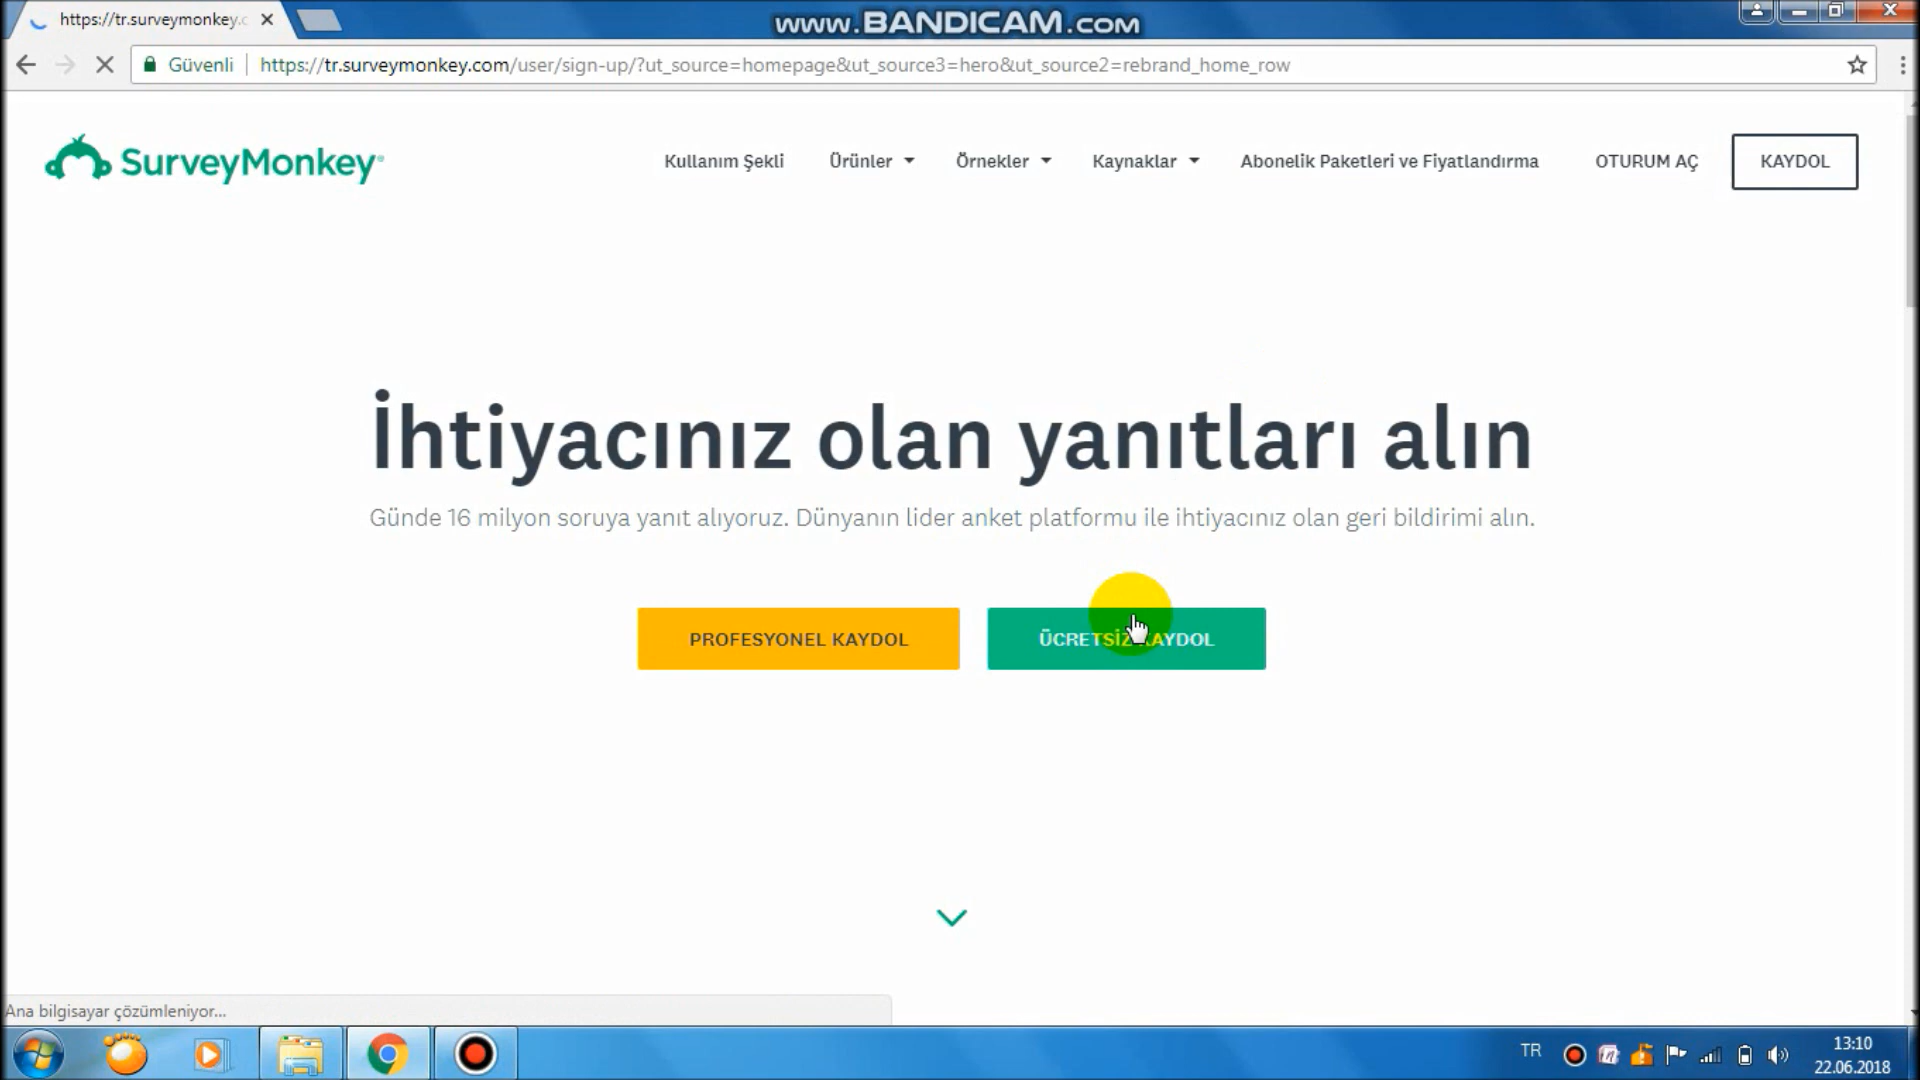 https://tr.surveymonkey.c
www.BANDICAM.com
Güvenli
https://tr.surveymonkey.com/user/sign-up/?ut_source=homepage&ut_source3=hero&ut_source2=rebrand_home_row
SurveyMonkey®
Kullanım Şekli
Ürünler
Örnekler
Kaynaklar
Abonelik Paketleri ve Fiyatlandırma
OTURUM AÇ
KAYDOL
İhtiyacınız olan yanıtları alın
Günde 16 milyon soruya yanıt alıyoruz. Dünyanın lider anket platformu ile ihtiyacınız olan geri bildirimi alın.
PROFESYONEL KAYDOL
ÜCRETSİZ KAYDOL
Ana bilgisayar çözümleniyor...
TR
13:10
22.06.2018